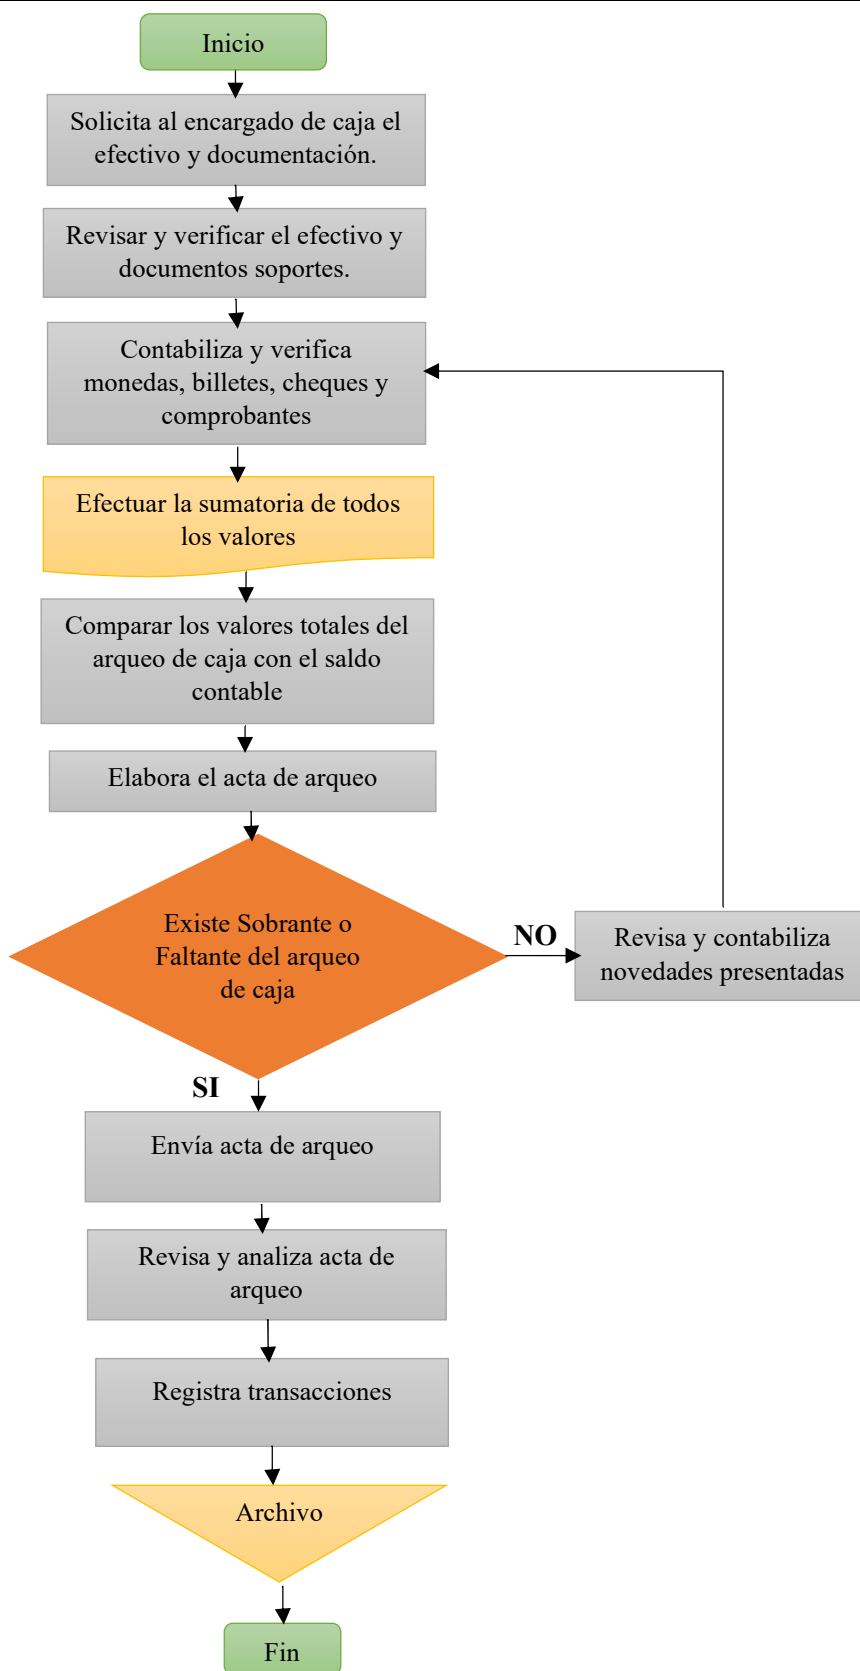 Inicio
Solicita al encargado de caja el
efectivo y documentación.
Revisar y verificar el efectivo y
documentos soportes.
Contabiliza y verifica
monedas, billetes, cheques y
comprobantes
Efectuar la sumatoria de todos
los valores
Comparar los valores totales del
arqueo de caja con el saldo
contable
Elabora el acta de arqueo
Existe Sobrante o
Faltante del arqueo
de caja
NO
Revisa y contabiliza
novedades presentadas
SI
Envía acta de arqueo
Revisa y analiza acta de
arqueo
Registra transacciones
Archivo
Fin